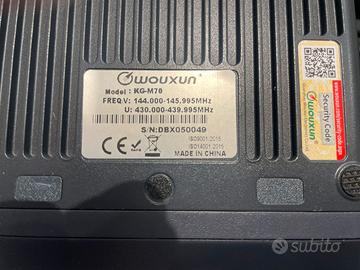 wouxun®
Model : KG-M70
FREQ.V: 144.000-145.995MHz
U: 430.000-439.995MHz
S/N:DBX050049
CE
ISO9001:2015
ISO14001:2015
MADE IN CHINA
Security Code
wouxun
subito